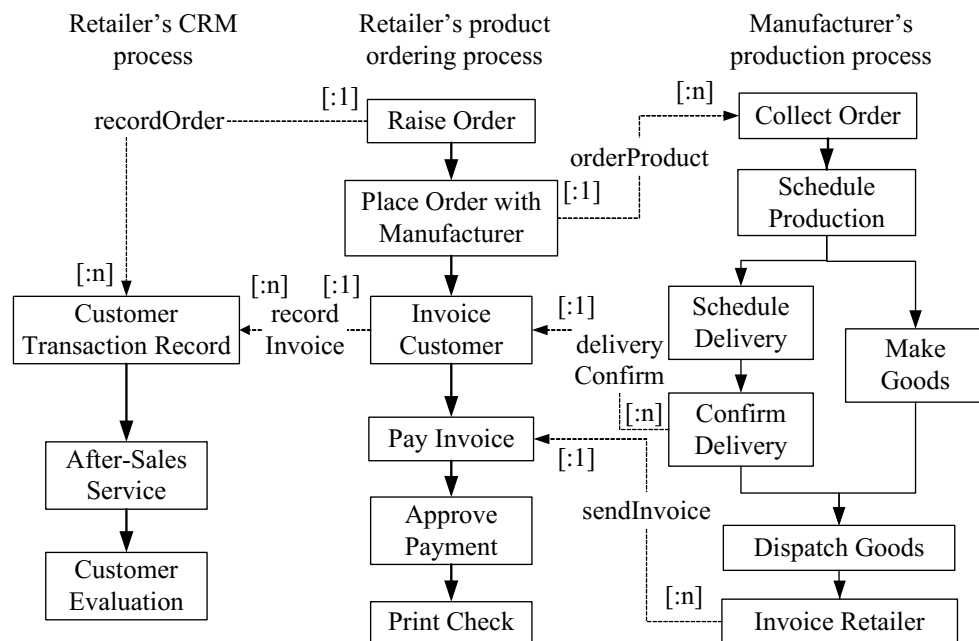 Retailer's CRM
process
Retailer's product
ordering process
Manufacturer's
production process
[:1]
[:n]
recordOrder
Raise Order
Collect Order
orderProduct
[:1]
Place Order with
Manufacturer
Schedule
Production
[:n]
[:n]
[:1]
Customer
Transaction Record
record
Invoice
Invoice
Customer
[:1]
delivery
Confirm
Schedule
Delivery
Make
Goods
[:n]
Pay Invoice
Confirm
Delivery
[:1]
After-Sales
Service
Approve
Payment
sendInvoice
Dispatch Goods
Customer
Evaluation
Print Check
[:n]
Invoice Retailer